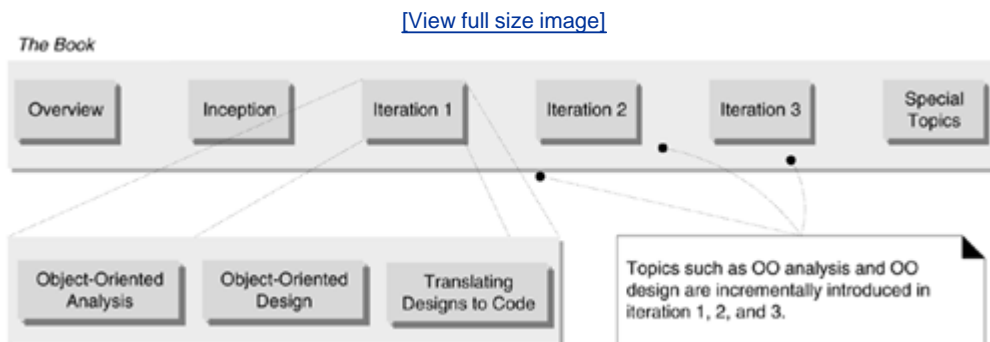 [View full size image]
The Book
Overview
Inception
Iteration 1
Iteration 2
Iteration 3
Special
Topics
Object-Oriented
Analysis
Object-Oriented
Design
Translating
Designs to Code
Topics such as OO analysis and OO
design are incrementally introduced in
iteration 1, 2, and 3.